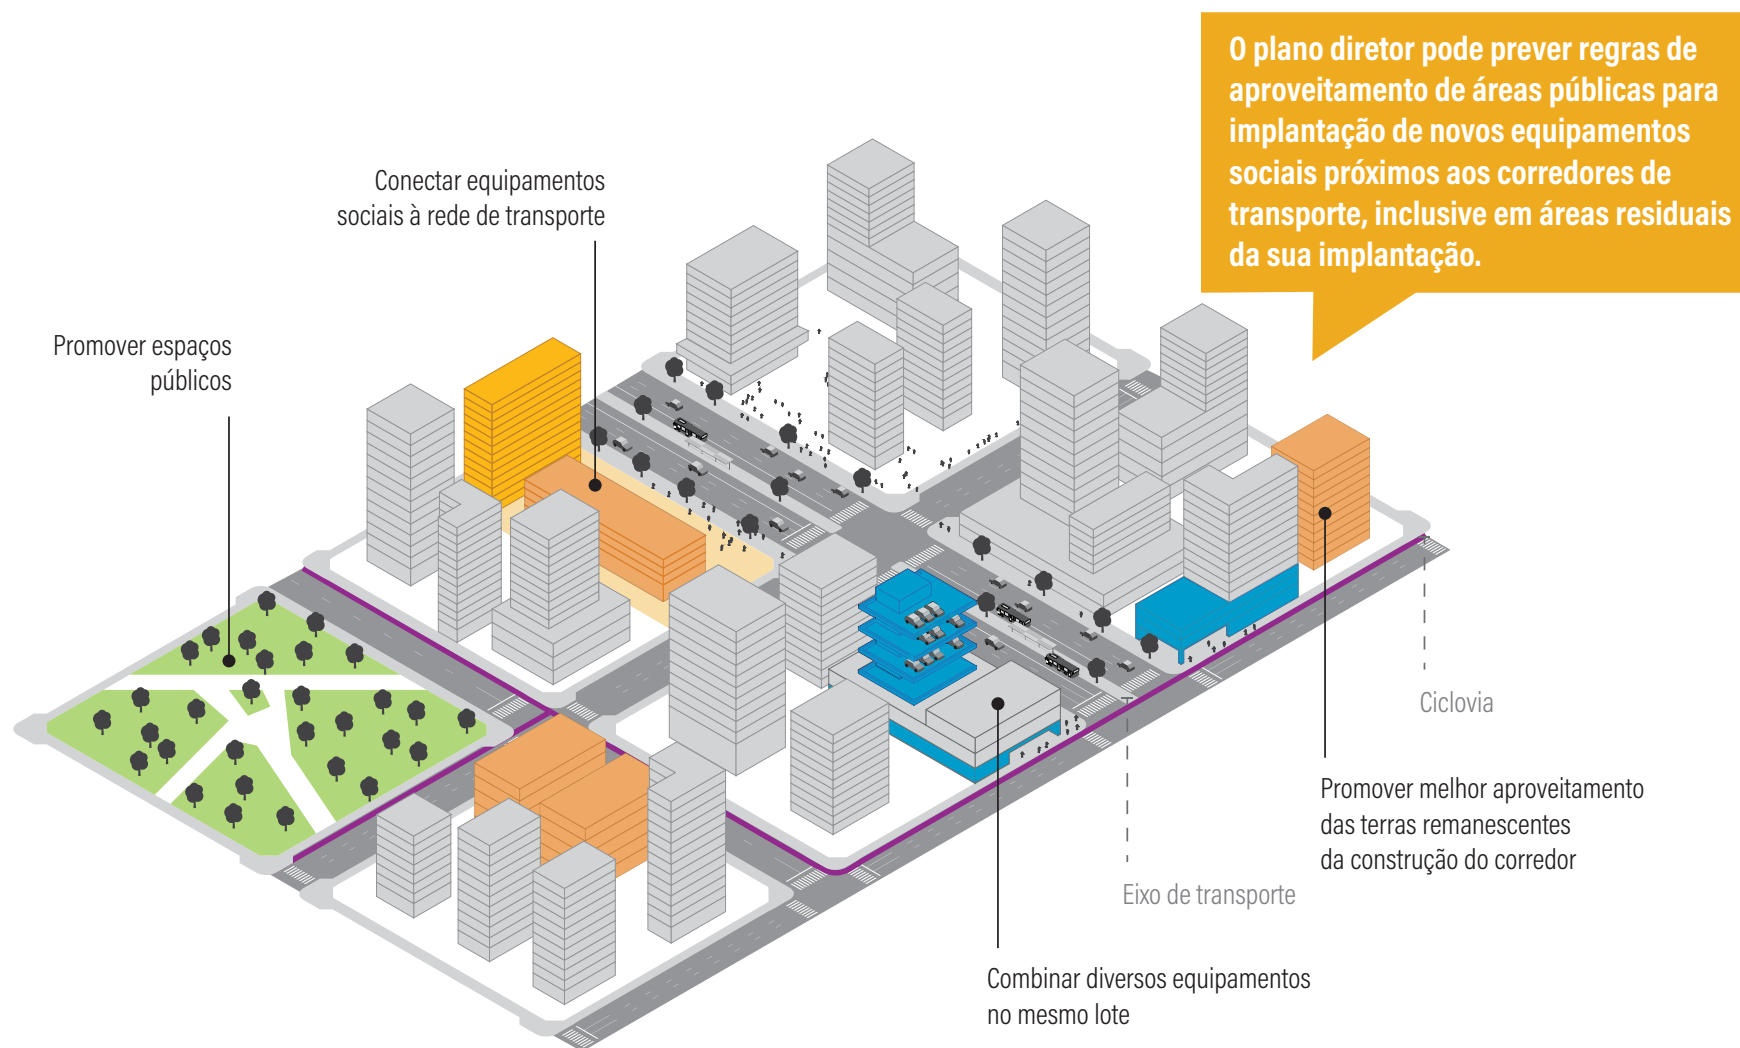 O plano diretor pode prever regras de
aproveitamento de áreas públicas para
implantação de novos equipamentos
sociais próximos aos corredores de
transporte, inclusive em áreas residuais
da sua implantação.
Conectar equipamentos
sociais à rede de transporte
Promover espaços
públicos
Ciclovia
Promover melhor aproveitamento
das terras remanescentes
da construção do corredor
Eixo de transporte
Combinar diversos equipamentos
no mesmo lote